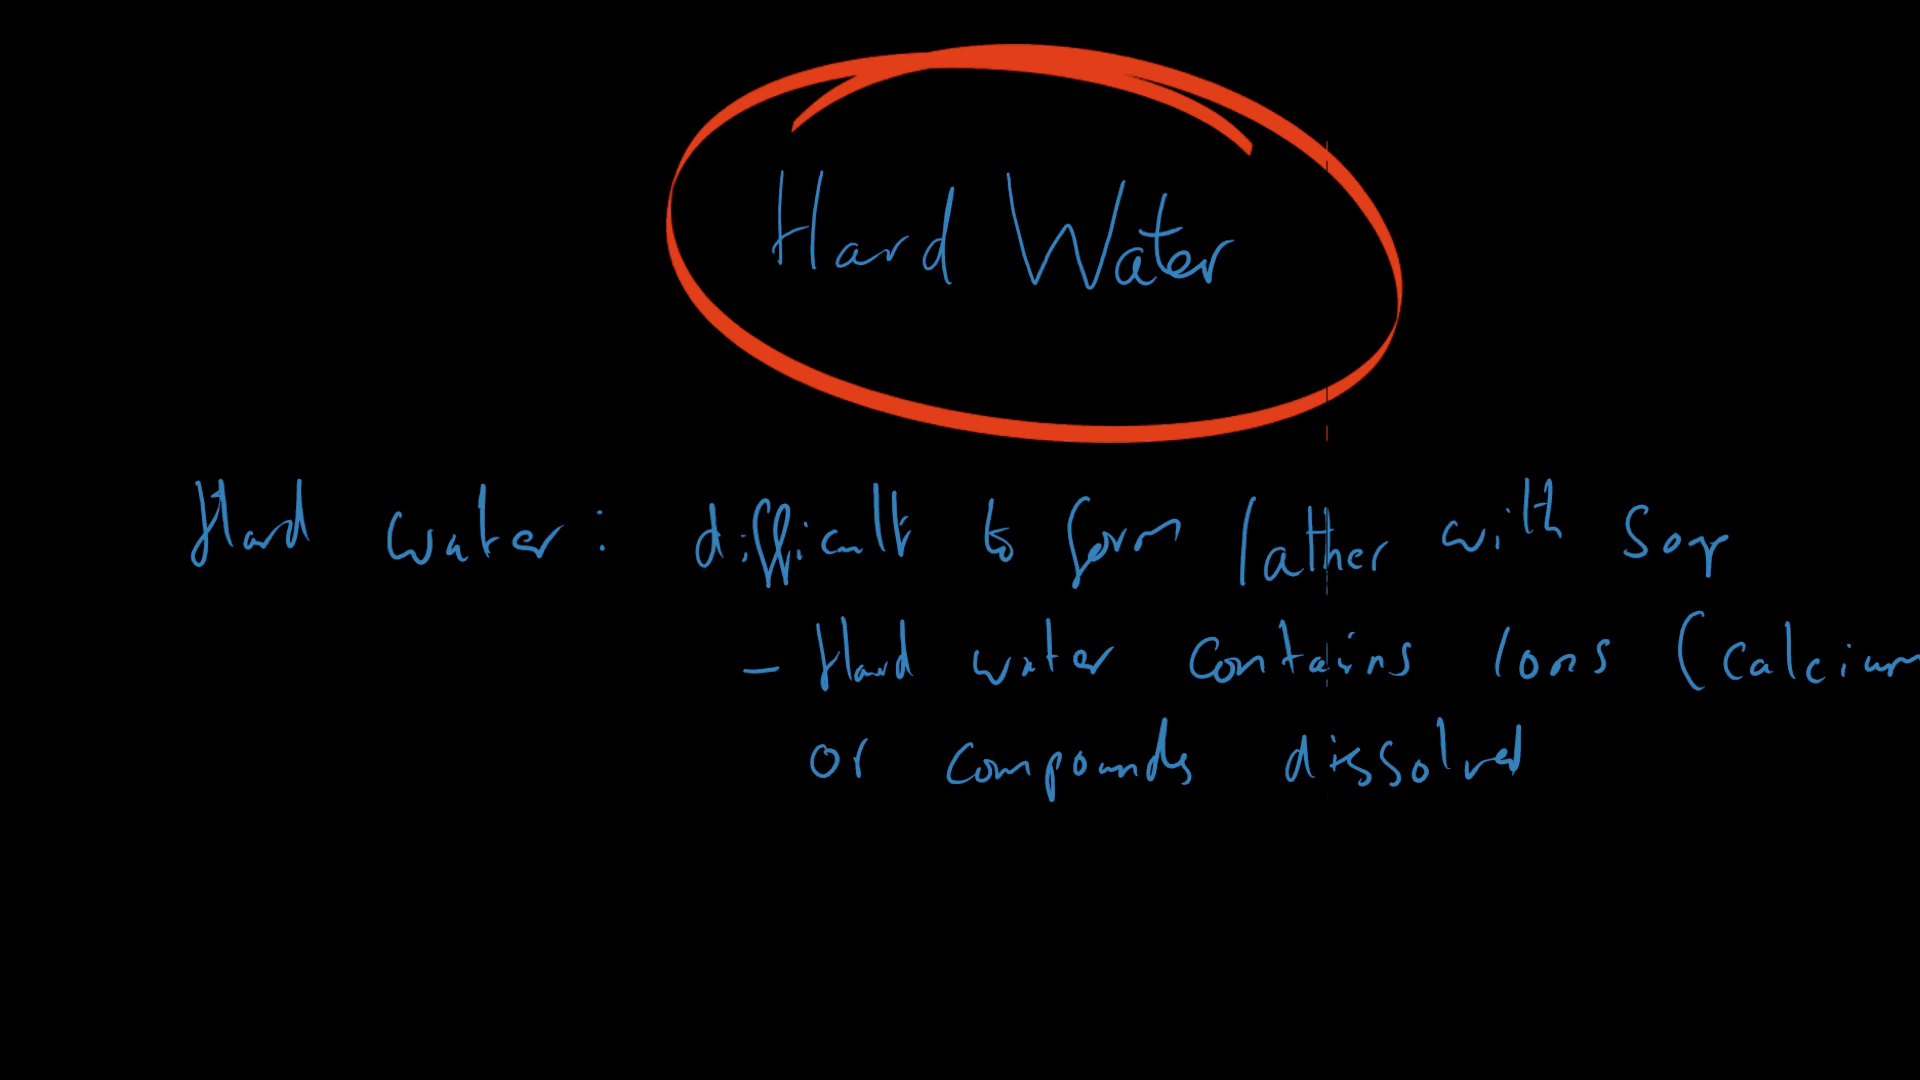 Hard Water
Hard water: difficult to form lather with Soap
- Hard water contains Ions (calcium
or compounds dissolved